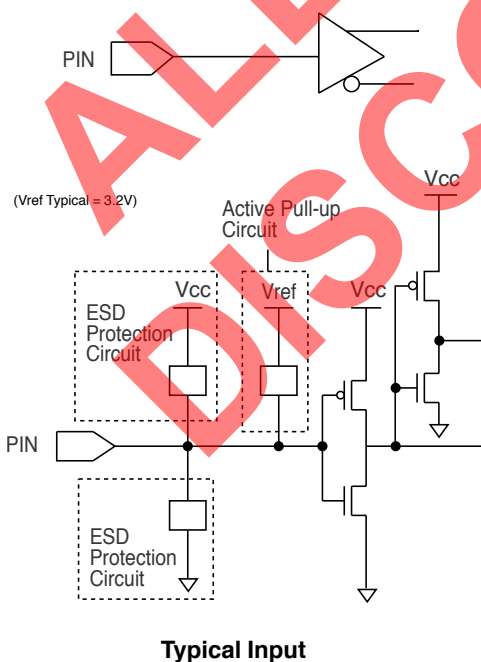 PIN
(Vref Typical = 3.2V)
Active Pull-up
Circuit
Vcc
Vcc
Vref
Vcc
ESD
Protection
Circuit
PIN
ESD
Protection
Circuit
Typical Input
ALL
DISCO